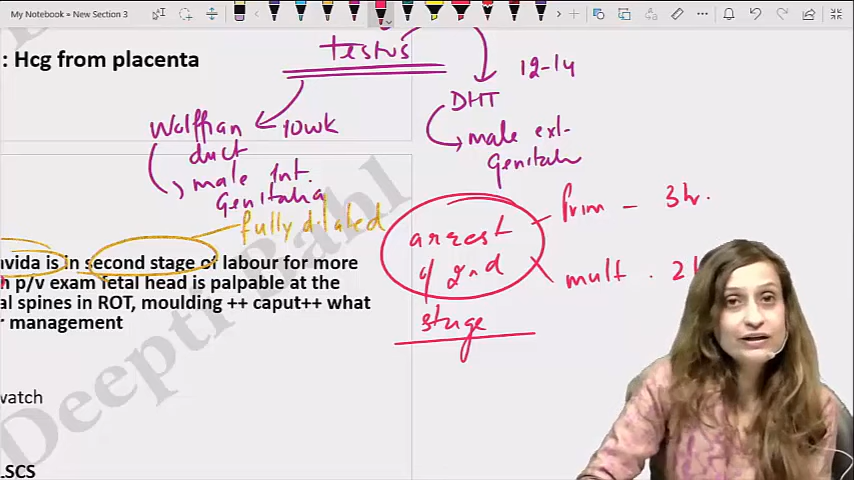 My Notebook » New Section 3
: Hcg from placenta
testus
12-14
DHT
Wolffian
10wk
duct
male ext-
genitalia
male Int.
Genitalia
fully dilated
arrest
of 2nd
stage
Prim - 3hr.
mult. 2h
avida is in second stage of labour for more
h p/v exam fetal head is palpable at the
al spines in ROT, moulding ++ caput++ what
r management
watch
LSCS
Deepti Bahl